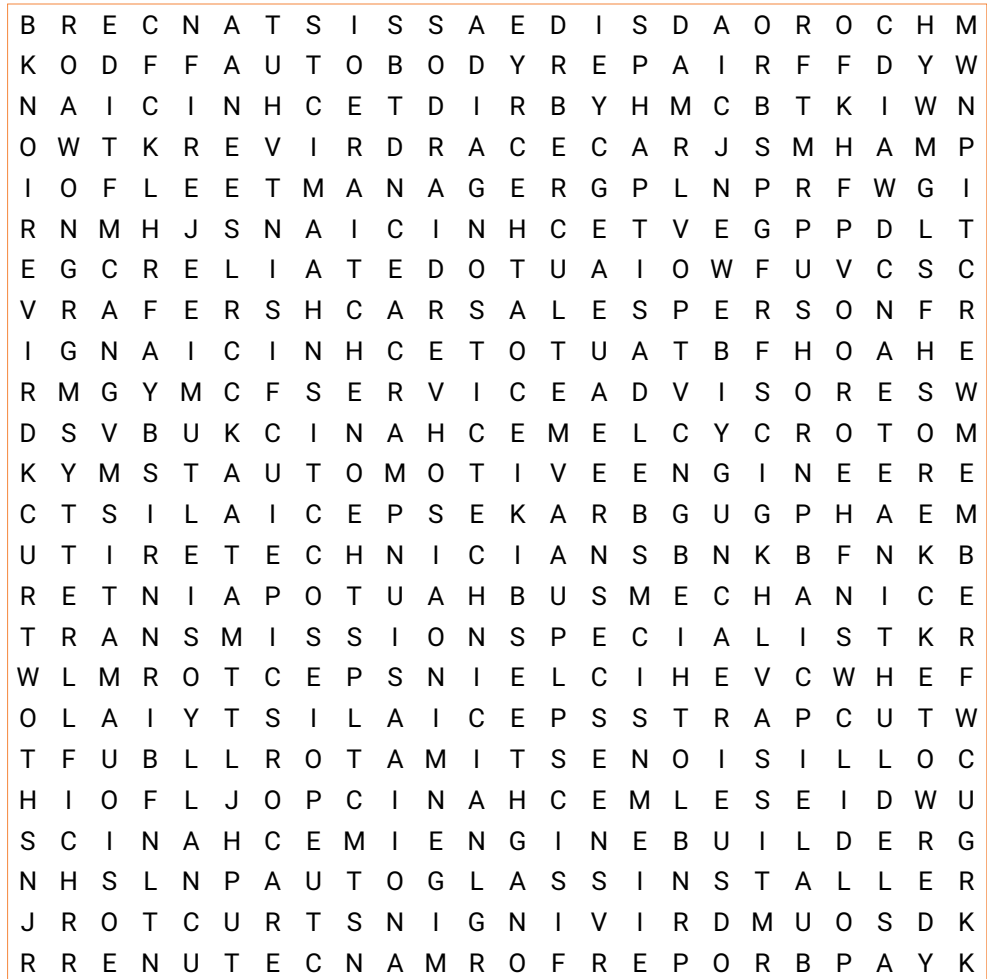 B R E C N A T S I S S A E D I S D A O R O C H M
K O D F F A U T O B O D Y R E P A I R F F D Y W
N A I C I N H C E T D I R B Y H M C B T K I W N
O W T K R E V I R D R A C E C A R J S M H A M P
I O F L E E T M A N A G E R G P L N P R F W G I
R N M H J S N A I C I N H C E T V E G P P D L T
E G C R E L I A T E D O T U A I O W F U V C S C
V R A F E R S H C A R S A L E S P E R S O N F R
I G N A I C I N H C E T O T U A T B F H O A H E
R M G Y M C F S E R V I C E A D V I S O R E S W
D S V B U K C I N A H C E M E L C Y C R O T O M
K Y M S T A U T O M O T I V E E N G I N E E R E
C T S I L A I C E P S E K A R B G U G P H A E M
U T I R E T E C H N I C I A N S B N K B F N K B
R E T N I A P O T U A H B U S M E C H A N I C E
T R A N S M I S S I O N S P E C I A L I S T K R
W L M R O T C E P S N I E L C I H E V C W H E F
O L A I Y T S I L A I C E P S S T R A P C U T W
T F U B L L R O T A M I T S E N O I S I L L O C
H I O F L J O P C I N A H C E M L E S E I D W U
S C I N A H C E M I E N G I N E B U I L D E R G
N H S L N P A U T O G L A S S I N S T A L L E R
J R O T C U R T S N I G N I V I R D M U O S D K
R R E N U T E C N A M R O F R E P O R B P A Y K